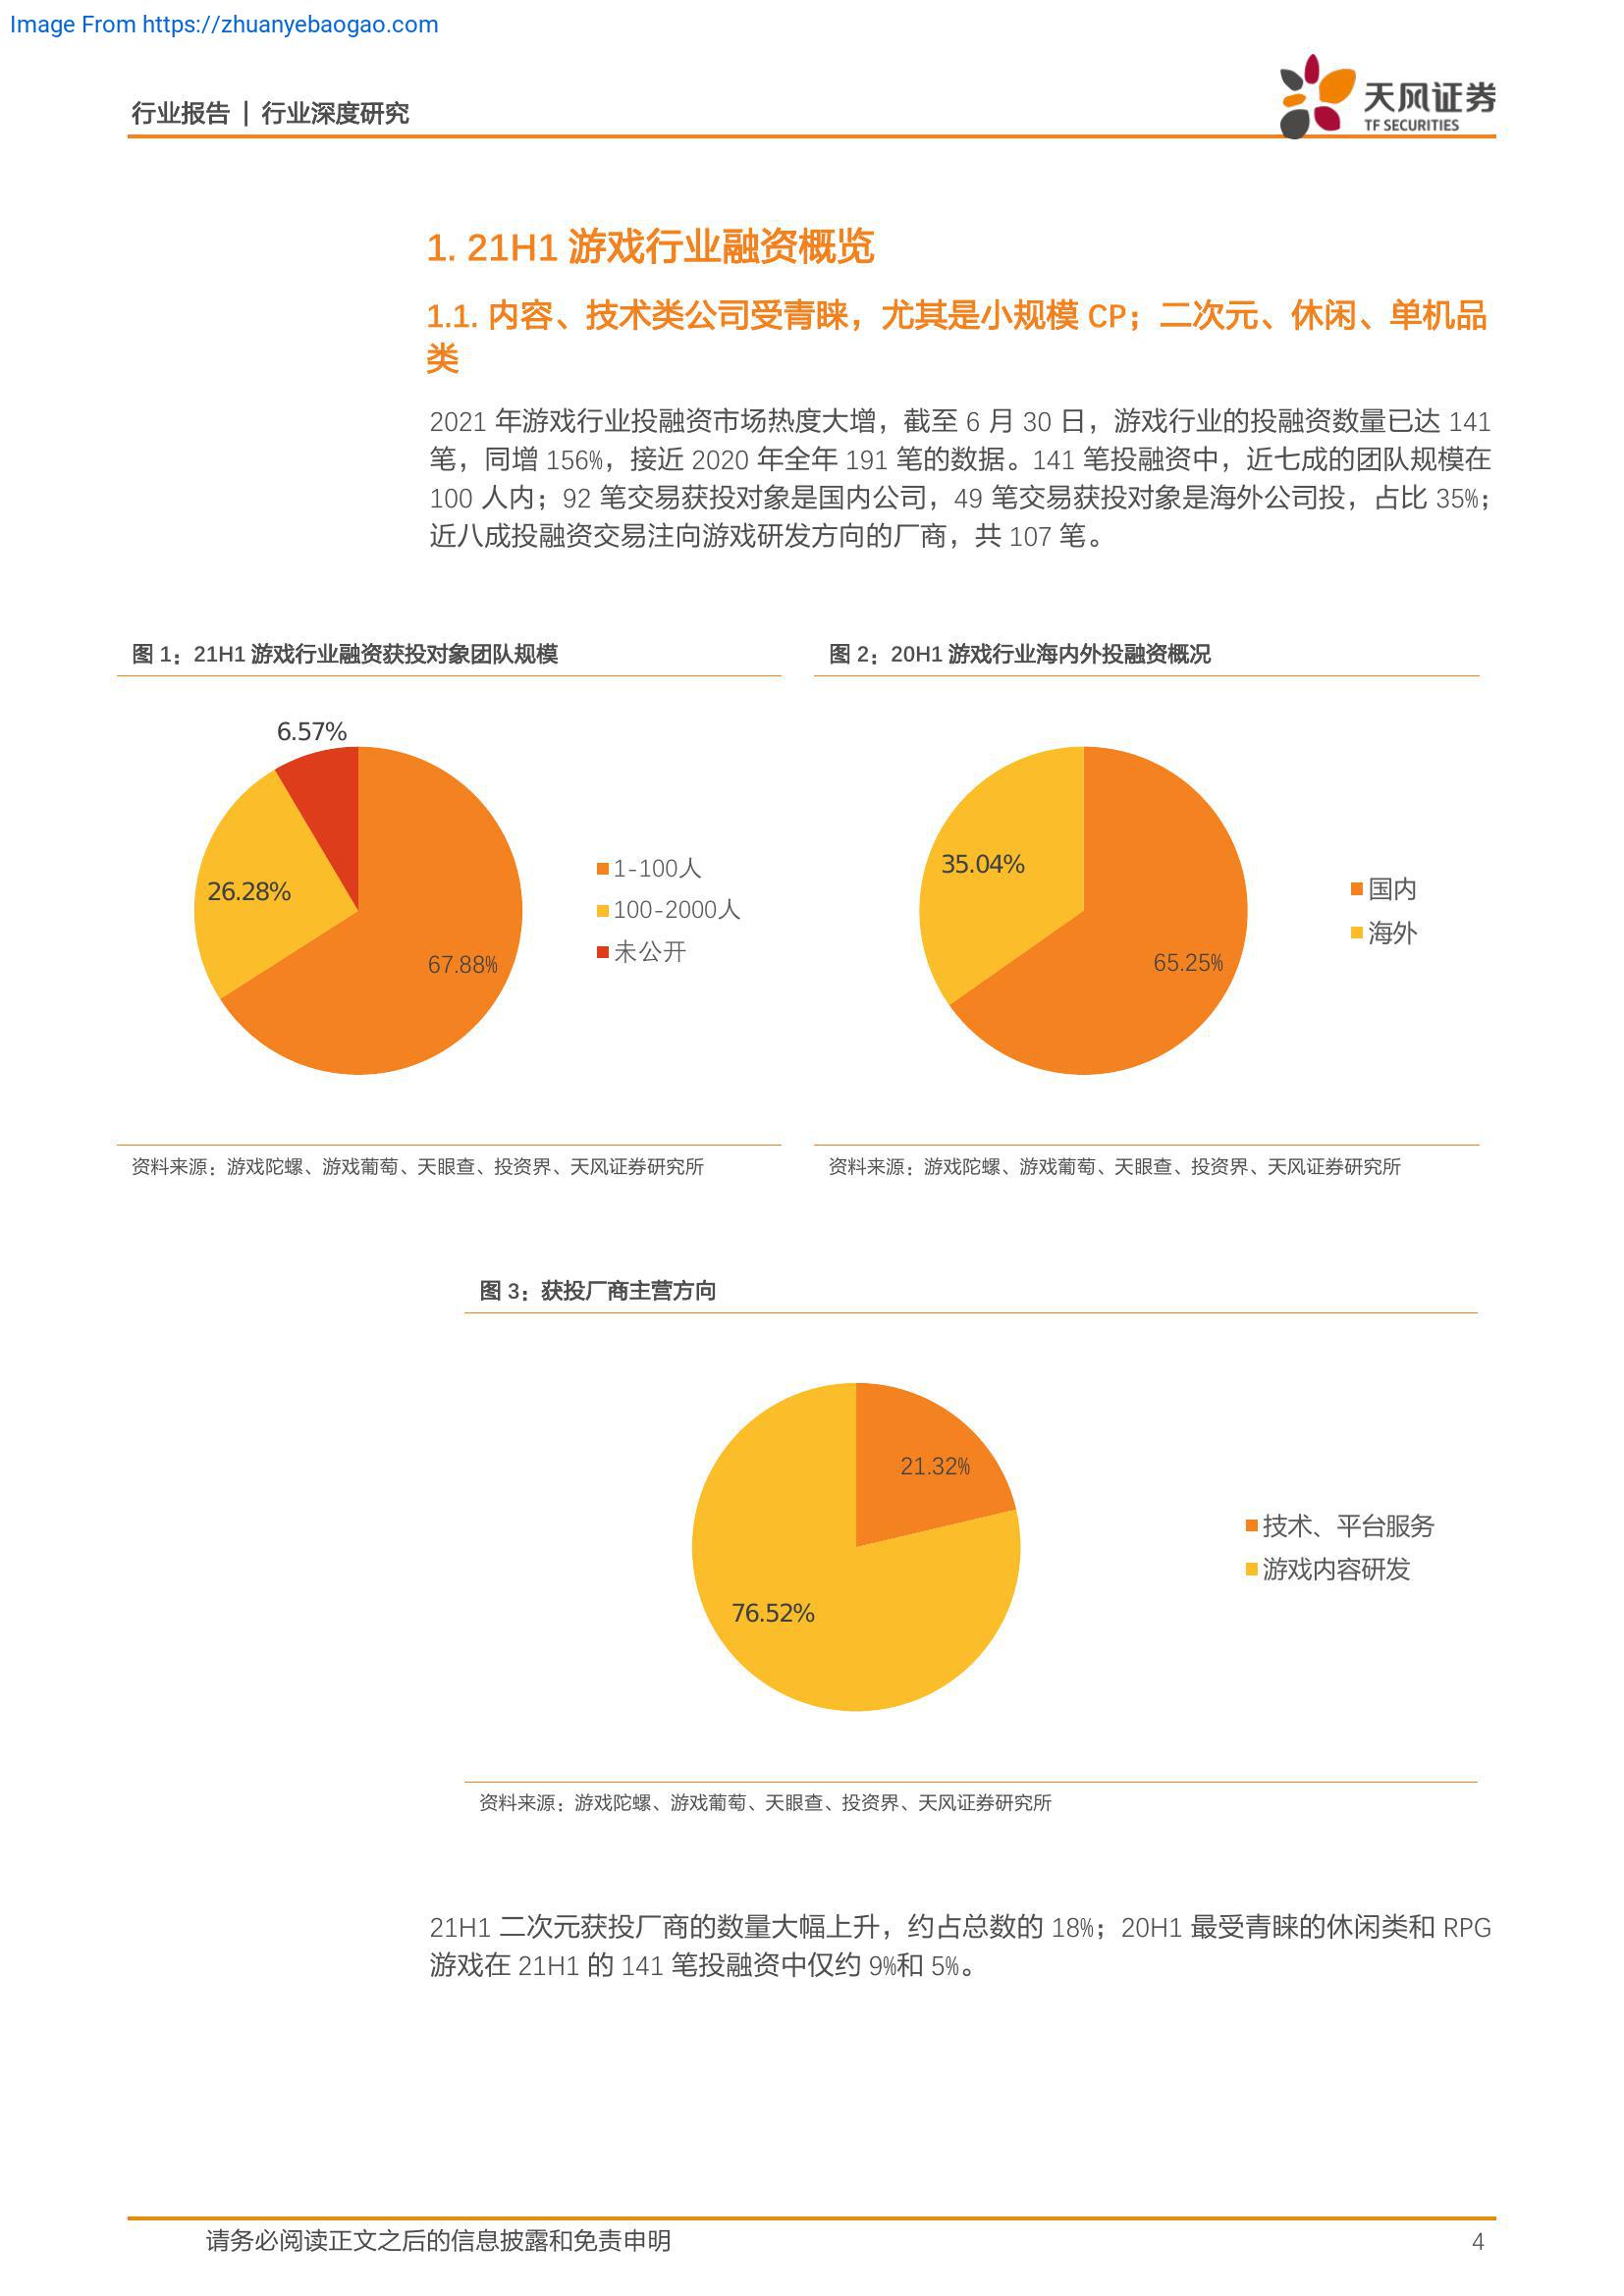 Image From https://zhuanyebaogao.com
行业报告 | 行业深度研究
天风证券
TF SECURITIES
1. 21H1 游戏行业融资概览
1.1. 内容、技术类公司受青睐，尤其是小规模 CP；二次元、休闲、单机品
类
2021 年游戏行业投融资市场热度大增，截至 6 月 30 日，游戏行业的投融资数量已达 141
笔，同增 156%，接近 2020 年全年 191 笔的数据。141 笔投融资中，近七成的团队规模在
100 人内；92 笔交易获投对象是国内公司，49 笔交易获投对象是海外公司投，占比 35%；
近八成投融资交易注向游戏研发方向的厂商，共 107 笔。
图 1：21H1 游戏行业融资获投对象团队规模
6.57%
26.28%
67.88%
1-100人
100-2000人
未公开
资料来源：游戏陀螺、游戏葡萄、天眼查、投资界、天风证券研究所
图 2：20H1 游戏行业海内外投融资概况
35.04%
65.25%
国内
海外
资料来源：游戏陀螺、游戏葡萄、天眼查、投资界、天风证券研究所
图 3：获投厂商主营方向
21.32%
76.52%
技术、平台服务
游戏内容研发
资料来源：游戏陀螺、游戏葡萄、天眼查、投资界、天风证券研究所
21H1 二次元获投厂商的数量大幅上升，约占总数的 18%；20H1 最受青睐的休闲类和 RPG
游戏在 21H1 的 141 笔投融资中仅约 9%和 5%。
请务必阅读正文之后的信息披露和免责申明
4